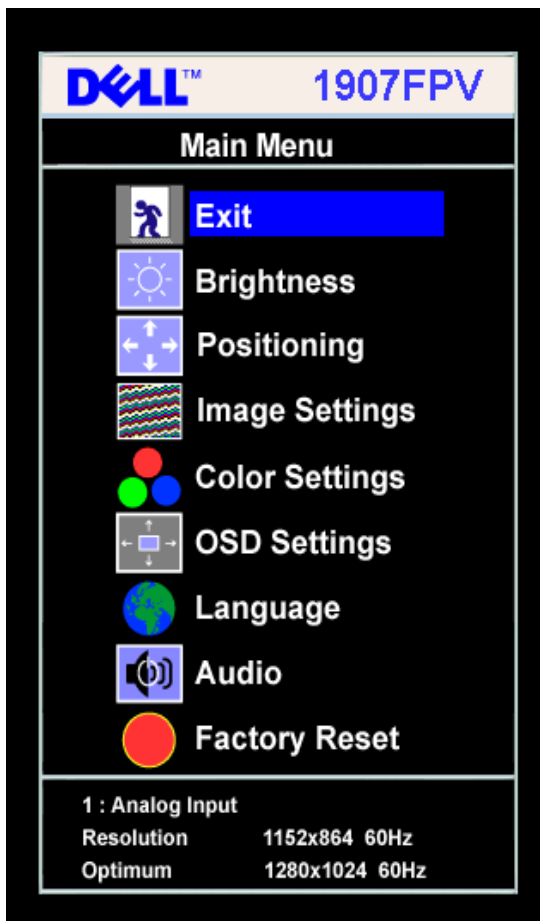 DELL™ 1907FPV
Main Menu
Exit
Brightness
Positioning
Image Settings
Color Settings
OSD Settings
Language
Audio
Factory Reset
1 : Analog Input
Resolution 1152x864 60Hz
Optimum 1280x1024 60Hz